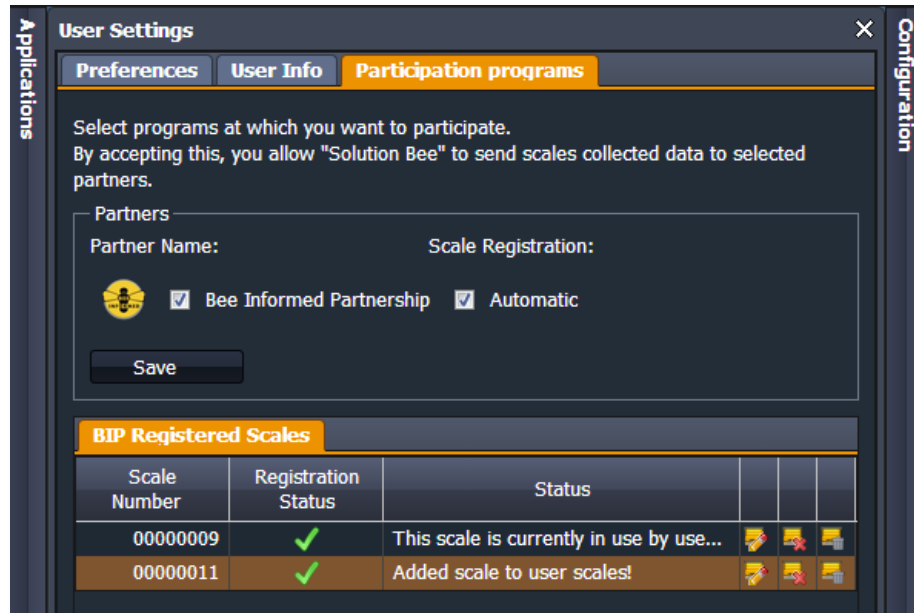 Applications
User Settings
Configuration
Preferences
User Info
Participation programs
Select programs at which you want to participate.
By accepting this, you allow "Solution Bee" to send scales collected data to selected
partners.
Partners
Partner Name:
Scale Registration:
Bee Informed Partnership
Automatic
Save
BIP Registered Scales
Scale
Number
Registration
Status
Status
00000009
This scale is currently in use by use...
00000011
Added scale to user scales!